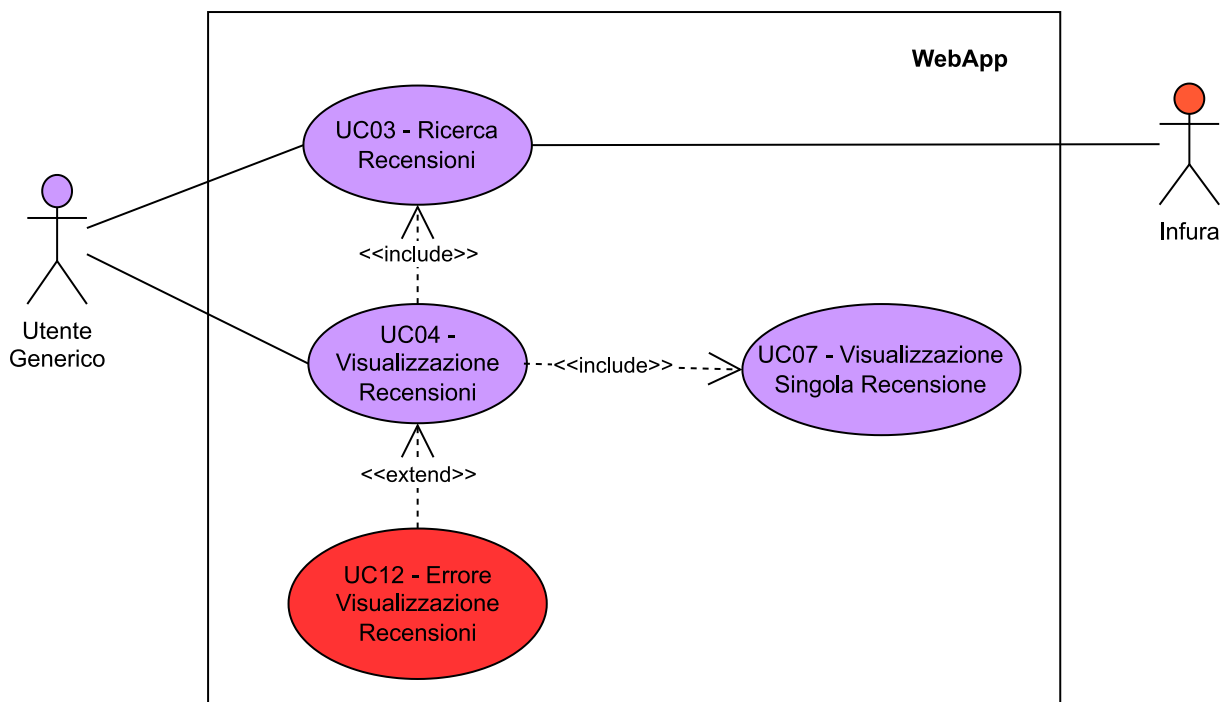 WebApp
UC03 - Ricerca
Recensioni
<<include>>
Infura
Utente
Generico
UC04 -
Visualizzazione
Recensioni
<<include>>
UC07 - Visualizzazione
Singola Recensione
<<extend>>
UC12 - Errore
Visualizzazione
Recensioni